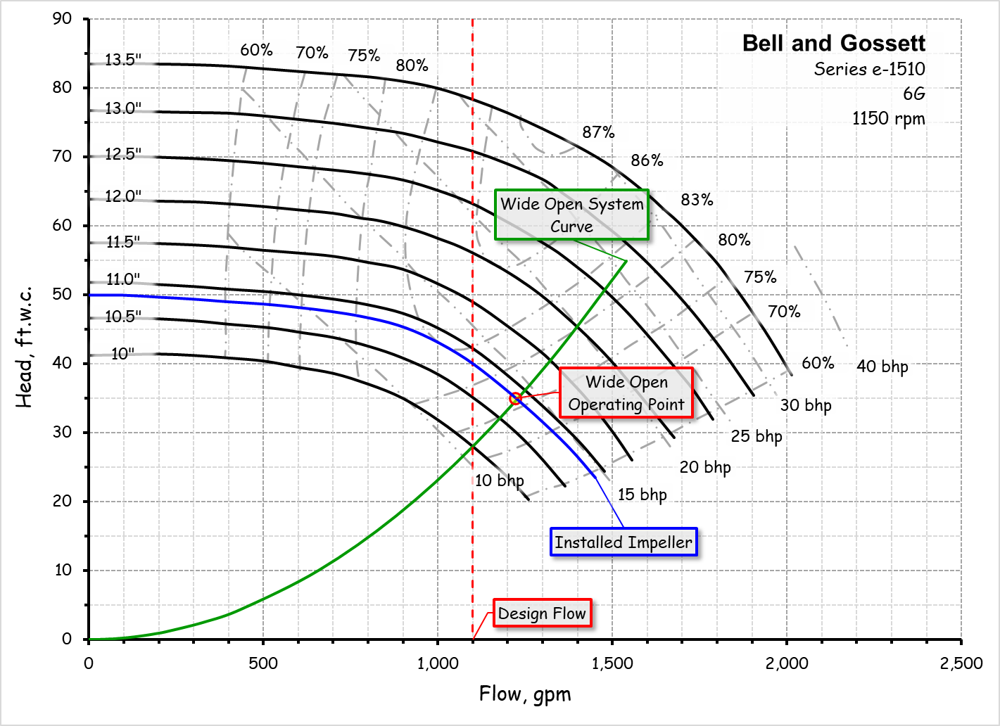 Bell and Gossett
Series e-1510
6G
1150 rpm
Head, ft.w.c.
90
80
70
60
50
40
30
20
10
0
13.5"
13.0"
12.5"
12.0"
11.5"
11.0"
10.5"
10"
60%
70%
75%
80%
87%
86%
83%
80%
75%
70%
60%
40 bhp
30 bhp
25 bhp
20 bhp
15 bhp
10 bhp
Wide Open System
Curve
Wide Open
Operating Point
Installed Impeller
Design Flow
0
500
1,000
1,500
2,000
2,500
Flow, gpm